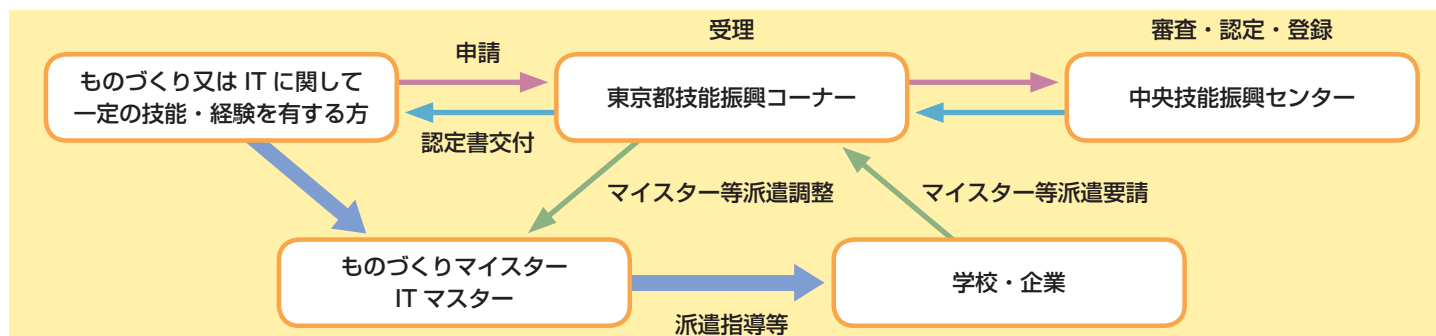 受理
審査・認定・登録
申請
ものづくり又は IT に関して
一定の技能・経験を有する方
東京都技能振興コーナー
中央技能振興センター
認定書交付
マイスター等派遣調整
マイスター等派遣要請
ものづくりマイスター
IT マスター
学校・企業
派遣指導等